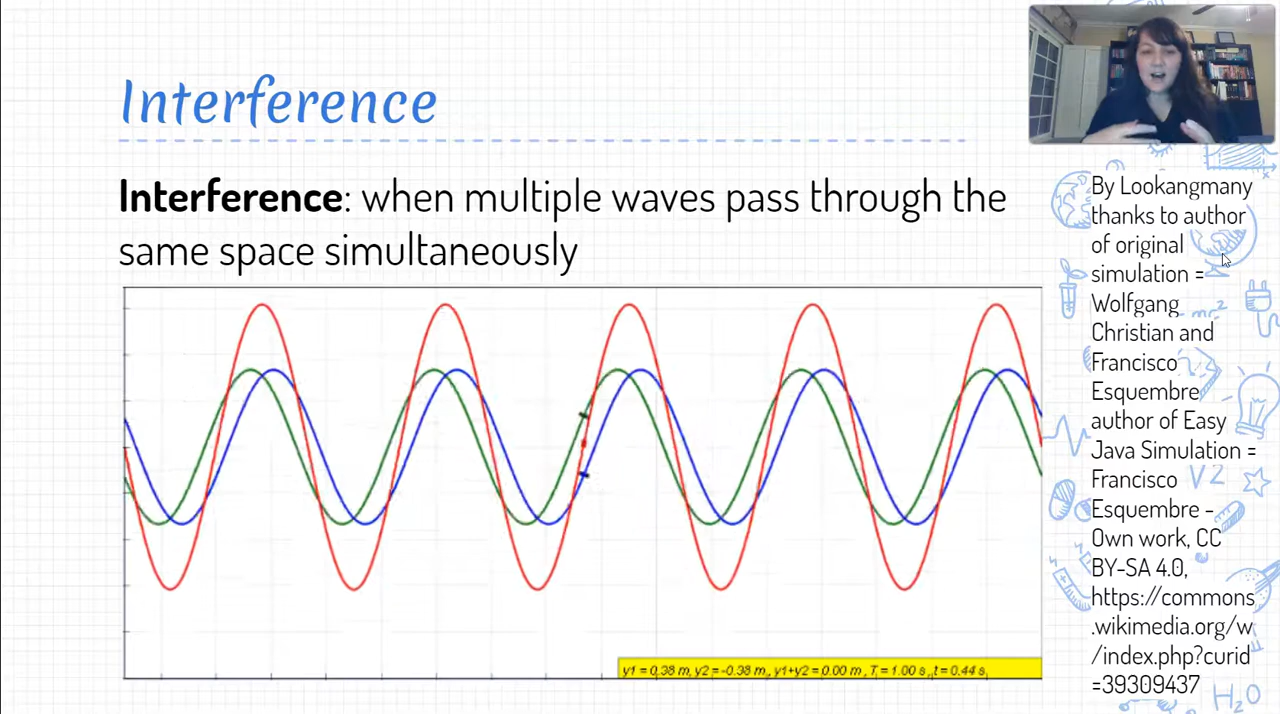 Interference
Interference: when multiple waves pass through the
same space simultaneously
y1 = 0.38 m, y2 = -0.38 m, y1+y2 = 0.00 m , T = 1.00 s , t = 0.44 s,
By Lookangmany
thanks to author
of original
simulation =
Wolfgang
Christian and
Francisco
Esquembre
author of Easy
Java Simulation =
Francisco
Esquembre -
Own work, CC
BY-SA 4.0,
https://commons
.wikimedia.org/w
/index.php?curid
=39309437
mc²
V2
H₂O